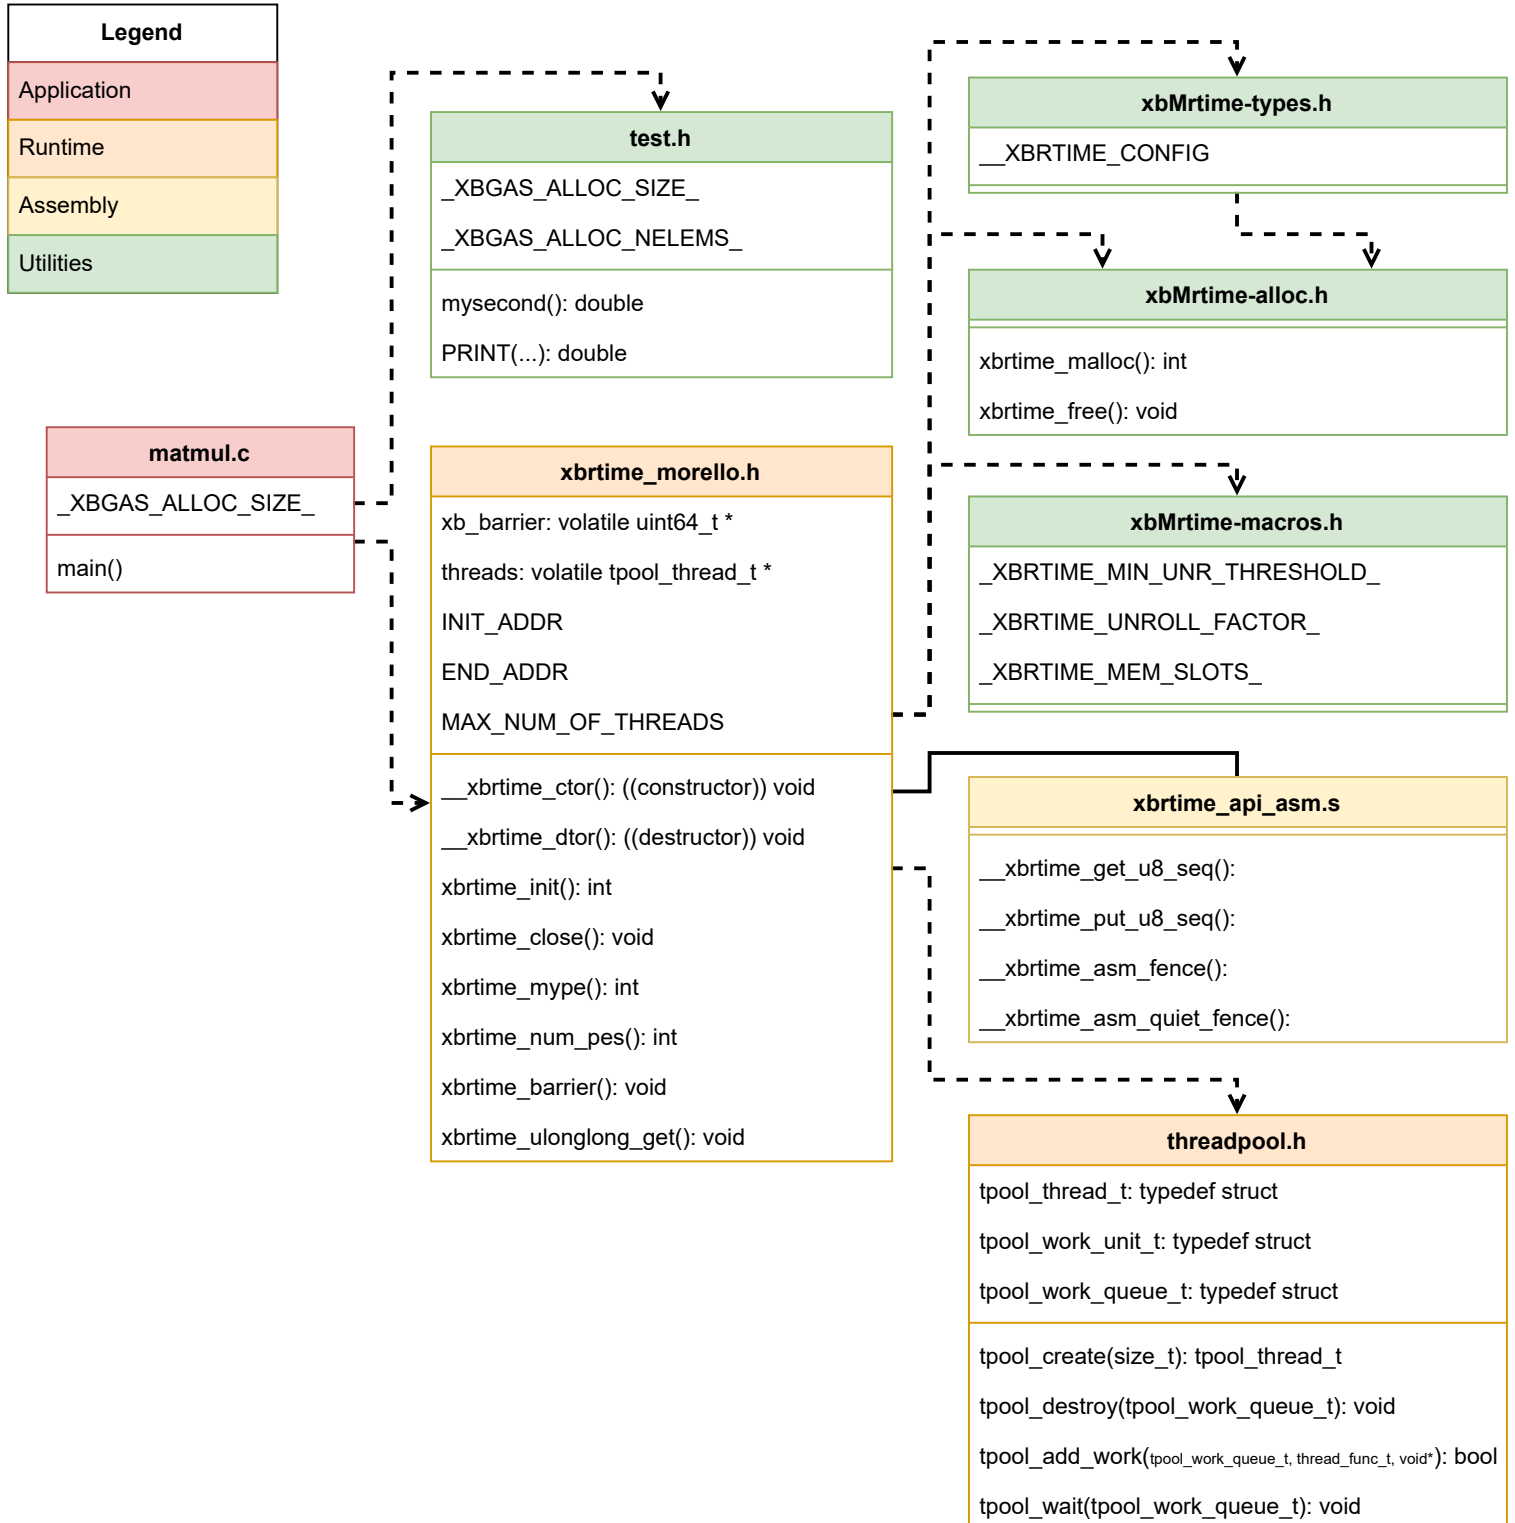 Legend
Application
Runtime
Assembly
Utilities
test.h
_XBGAS_ALLOC_SIZE_
_XBGAS_ALLOC_NELEMS_
mysecond(): double
PRINT(...): double
matmul.c
_XBGAS_ALLOC_SIZE_
main()
xbrtime_morello.h
xb_barrier: volatile uint64_t *
threads: volatile tpool_thread_t *
INIT_ADDR
END_ADDR
MAX_NUM_OF_THREADS
__xbrtime_ctor(): ((constructor)) void
__xbrtime_dtor(): ((destructor)) void
xbrtime_init(): int
xbrtime_close(): void
xbrtime_mype(): int
xbrtime_num_pes(): int
xbrtime_barrier(): void
xbrtime_ulonglong_get(): void
xbMrtime-types.h
__XBRTIME_CONFIG
xbMrtime-alloc.h
xbrtime_malloc(): int
xbrtime_free(): void
xbMrtime-macros.h
_XBRTIME_MIN_UNR_THRESHOLD_
_XBRTIME_UNROLL_FACTOR_
_XBRTIME_MEM_SLOTS_
xbrtime_api_asm.s
__xbrtime_get_u8_seq():
__xbrtime_put_u8_seq():
__xbrtime_asm_fence():
__xbrtime_asm_quiet_fence():
threadpool.h
tpool_thread_t: typedef struct
tpool_work_unit_t: typedef struct
tpool_work_queue_t: typedef struct
tpool_create(size_t): tpool_thread_t
tpool_destroy(tpool_work_queue_t): void
tpool_add_work(tpool_work_queue_t, thread_func_t, void*): bool
tpool_wait(tpool_work_queue_t): void